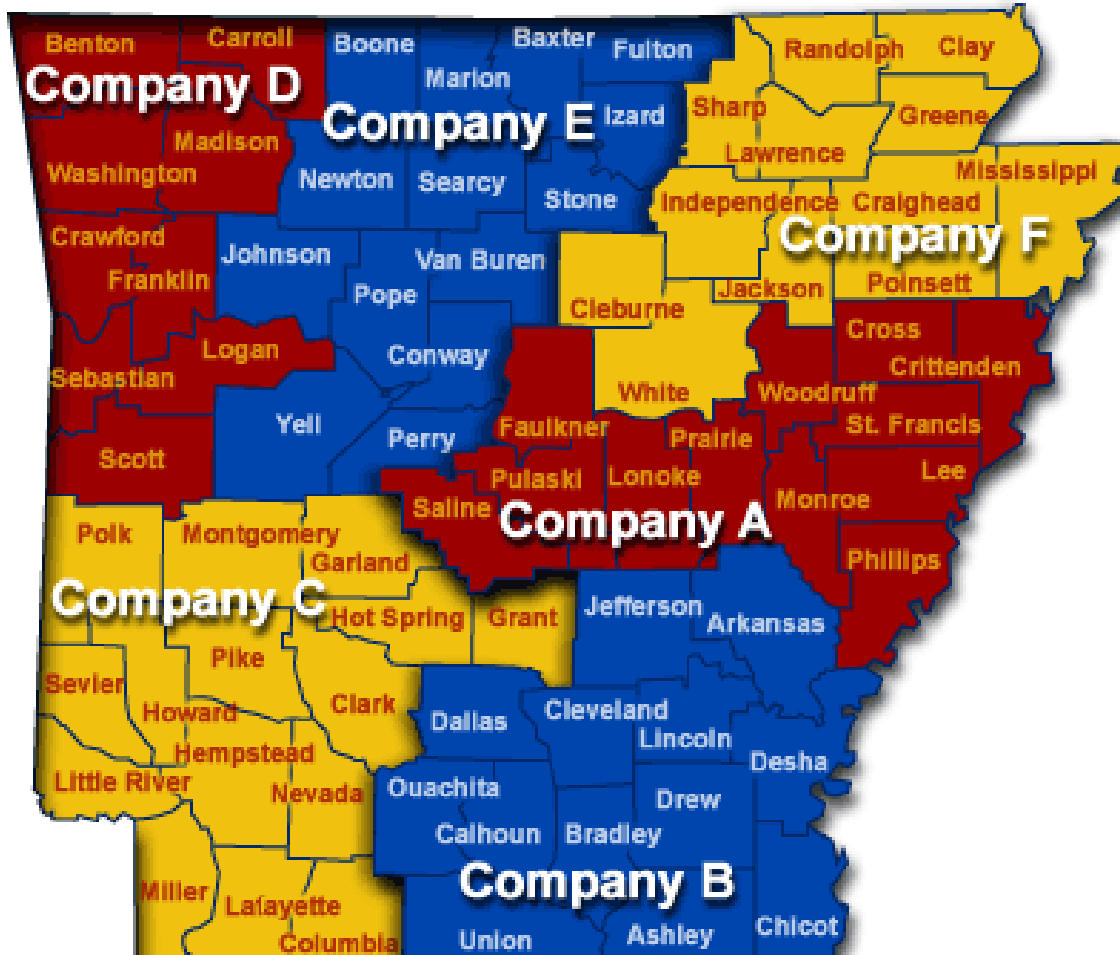 Benton
Carroll
Boone
Baxter
Fulton
Randolph
Clay
Marion
Company D
Sharp
Izard
Greene
Company E
Madison
Lawrence
Washington
Newton
Searcy
Stone
Mississippi
Independence
Craighead
Crawford
Company F
Johnson
Van Buren
Franklin
Pope
Jackson
Poinsett
Cleburne
Cross
Logan
Conway
Crittenden
Sebastian
White
Woodruff
Yell
Perry
Faulkner
Prairie
St. Francis
Scott
Pulaski
Lonoke
Lee
Saline
Monroe
Company A
Polk
Montgomery
Garland
Phillips
Company C
Hot Spring
Grant
Jefferson
Arkansas
Pike
Sevier
Clark
Howard
Dallas
Cleveland
Lincoln
Hempstead
Desha
Little River
Nevada
Ouachita
Drew
Calhoun
Bradley
Company B
Miller
Lafayette
Columbia
Union
Ashley
Chicot